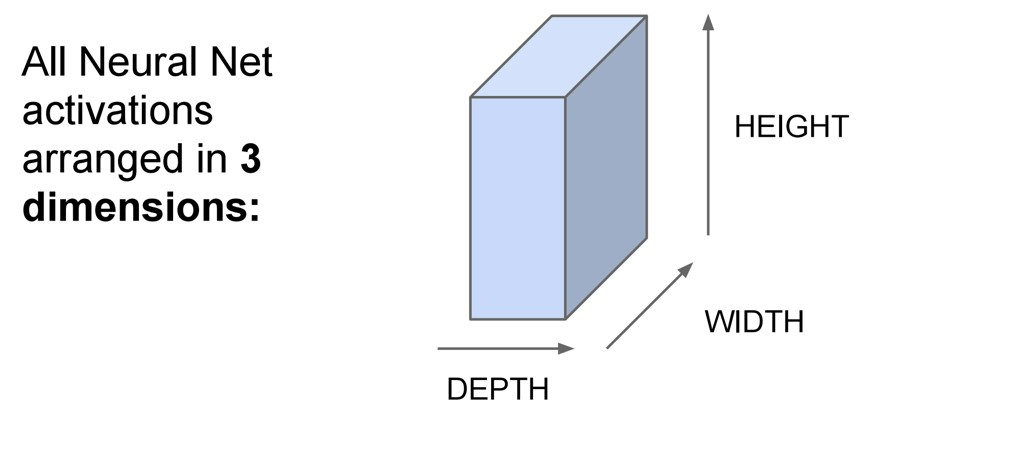 All Neural Net
activations
arranged in 3
dimensions:
HEIGHT
WIDTH
DEPTH